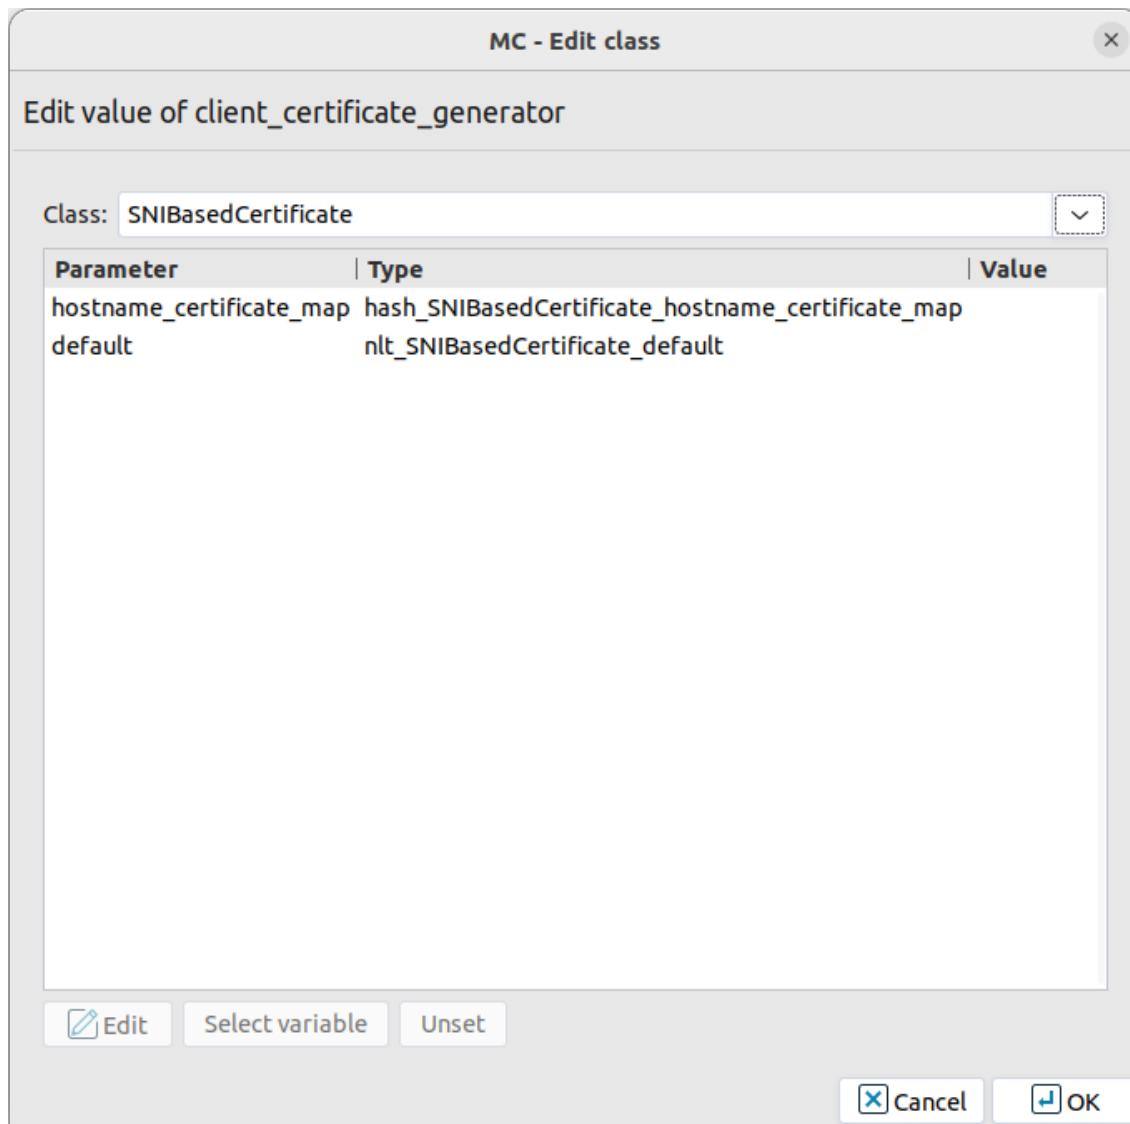 MC - Edit class
Edit value of client_certificate_generator
Class: SNIBasedCertificate
Parameter Type Value
hostname_certificate_map hash_SNIBasedCertificate_hostname_certificate_map
default nlt_SNIBasedCertificate_default
Edit Select variable Unset
Cancel OK